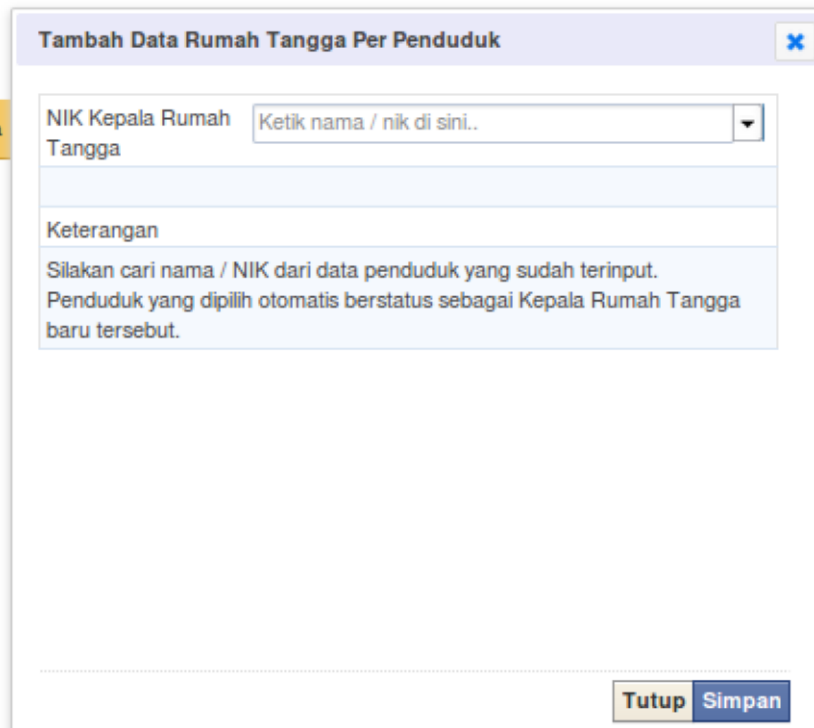 Tambah Data Rumah Tangga Per Penduduk
NIK Kepala Rumah
Tangga
Ketik nama / nik di sini..
Keterangan
Silakan cari nama / NIK dari data penduduk yang sudah terinput.
Penduduk yang dipilih otomatis berstatus sebagai Kepala Rumah Tangga
baru tersebut.
Tutup
Simpan